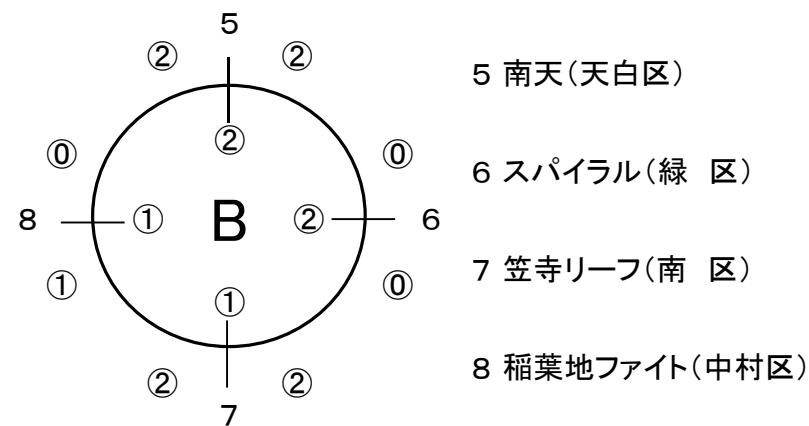 5
② ②
5 南天(天白区)
②
⓪ ⓪
6 スパイラル(緑 区)
8 ① B ② 6
① ⓪
7 笠寺リーフ(南 区)
①
② ②
8 稲葉地ファイト(中村区)
7